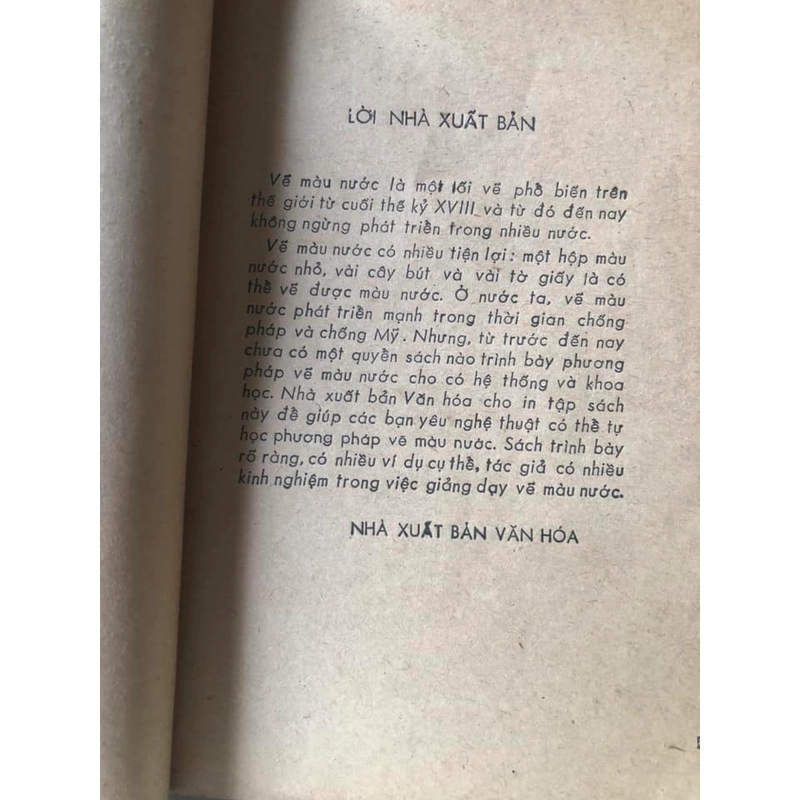 LỜI NHÀ XUẤT BẢN
Vẽ màu nước là một lối vẽ phổ biến trên
thế giới từ cuối thế kỷ XVIII và từ đó đến nay
không ngừng phát triển trong nhiều nước.
Vẽ màu nước có nhiều tiện lợi : một hộp màu
nước nhỏ, vài cây bút và vài tờ giấy là có
thể vẽ được màu nước. Ở nước ta, vẽ màu
nước phát triển mạnh trong thời gian chống
pháp và chống Mỹ. Nhưng, từ trước đến nay
chưa có một quyển sách nào trình bày phương
pháp vẽ màu nước cho có hệ thống và khoa
học. Nhà xuất bản Văn hóa cho in tập sách
này để giúp các bạn yêu nghệ thuật có thể tự
học phương pháp vẽ màu nước. Sách trình bày
rõ ràng, có nhiều ví dụ cụ thể, tác giả có nhiều
kinh nghiệm trong việc giảng dạy vẽ màu nước.
NHÀ XUẤT BẢN VĂN HÓA